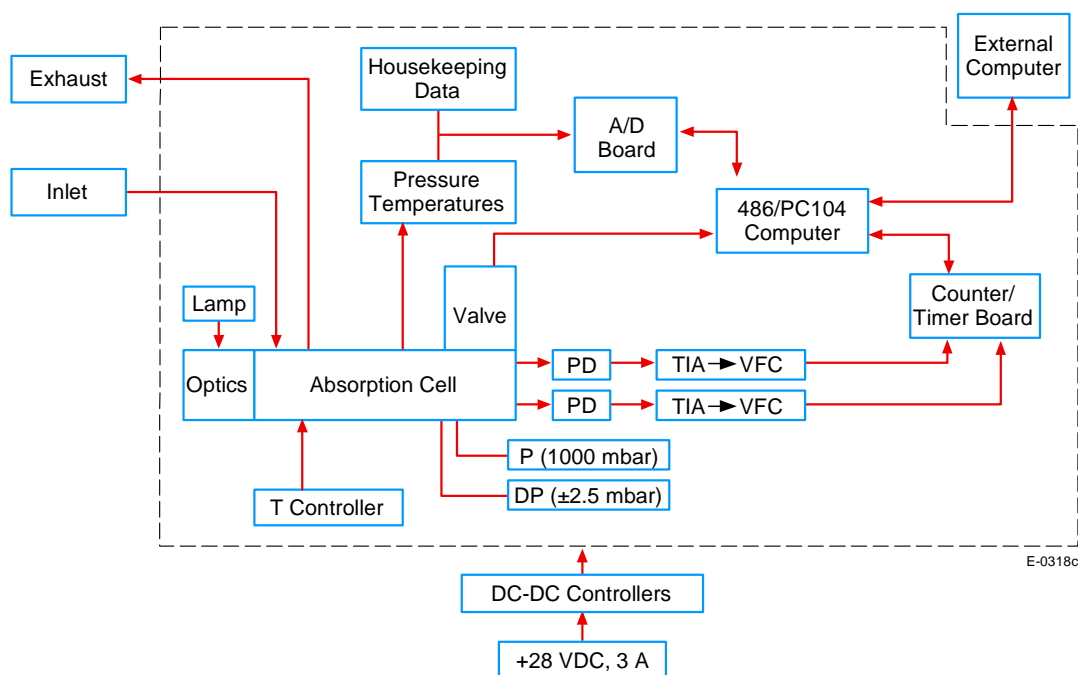 External
Computer
Exhaust
Housekeeping
Data
A/D
Board
Inlet
Pressure
Temperatures
486/PC104
Computer
Lamp
Valve
Counter/
Timer Board
Optics
Absorption Cell
PD
TIA VFC
PD
TIA VFC
P (1000 mbar)
DP (±2.5 mbar)
T Controller
E-0318c
DC-DC Controllers
+28 VDC, 3 A